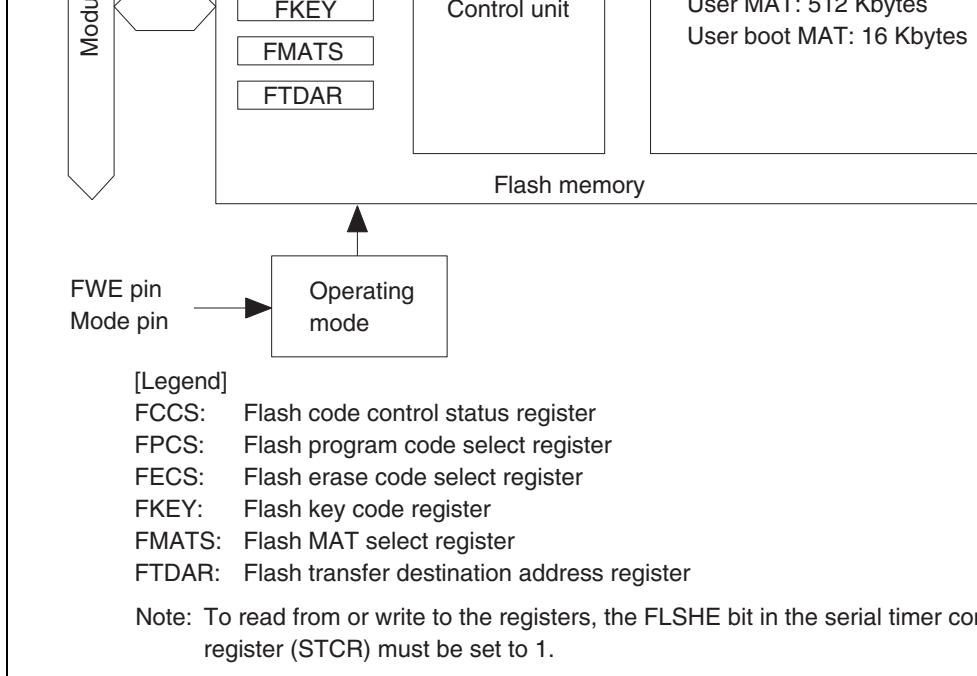 Modu
FKEY
FMATS
FTDAR
Control unit
User MAT: 512 Kbytes
User boot MAT: 16 Kbytes
Flash memory
FWE pin
Mode pin
Operating
mode
[Legend]
FCCS: Flash code control status register
FPCS: Flash program code select register
FECS: Flash erase code select register
FKEY: Flash key code register
FMATS: Flash MAT select register
FTDAR: Flash transfer destination address register
Note: To read from or write to the registers, the FLSHE bit in the serial timer co
register (STCR) must be set to 1.